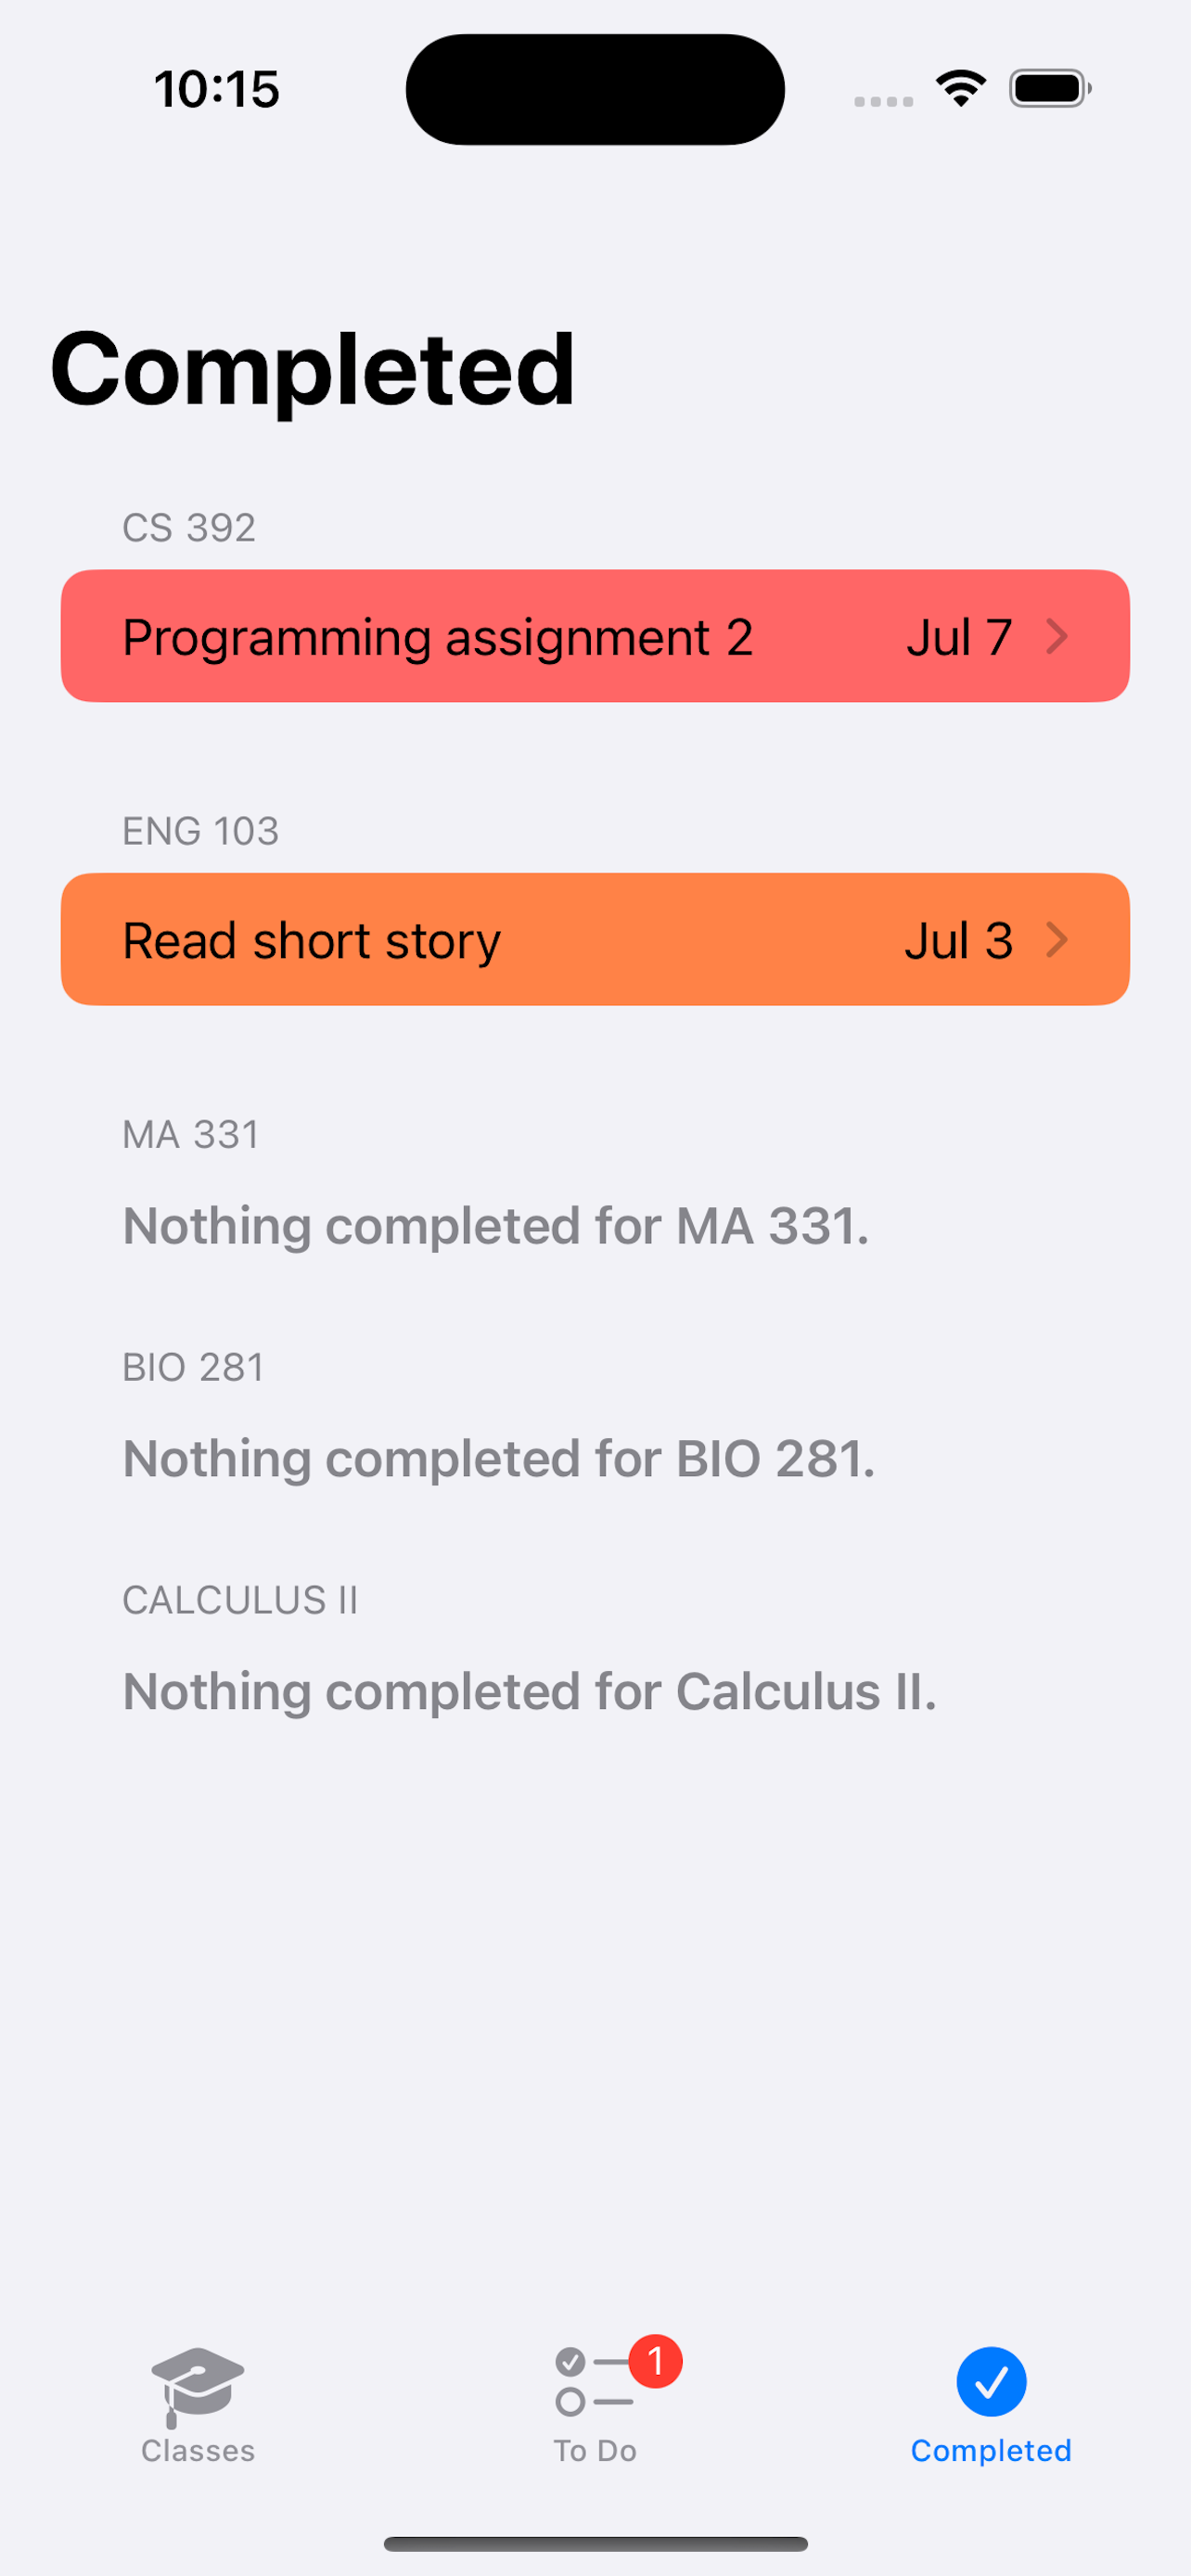 10:15
Completed
CS 392
Programming assignment 2 Jul 7
ENG 103
Read short story Jul 3
MA 331
Nothing completed for MA 331.
BIO 281
Nothing completed for BIO 281.
CALCULUS II
Nothing completed for Calculus II.
1
Classes To Do Completed